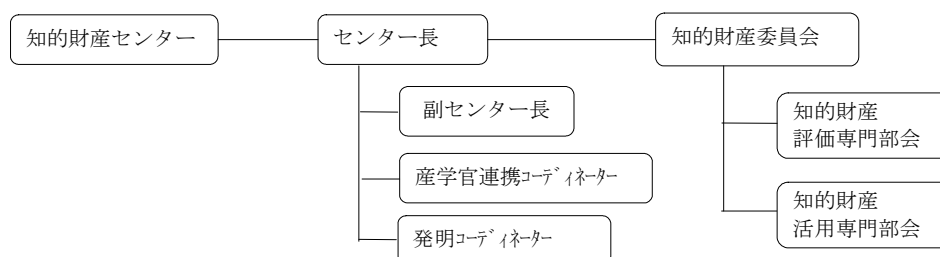 知的財産センター
センター長
知的財産委員会
副センター長
産学官連携ｺｰﾃﾞｨﾈｰﾀｰ
発明ｺｰﾃﾞｨﾈｰﾀｰ
知的財産
評価専門部会
知的財産
活用専門部会